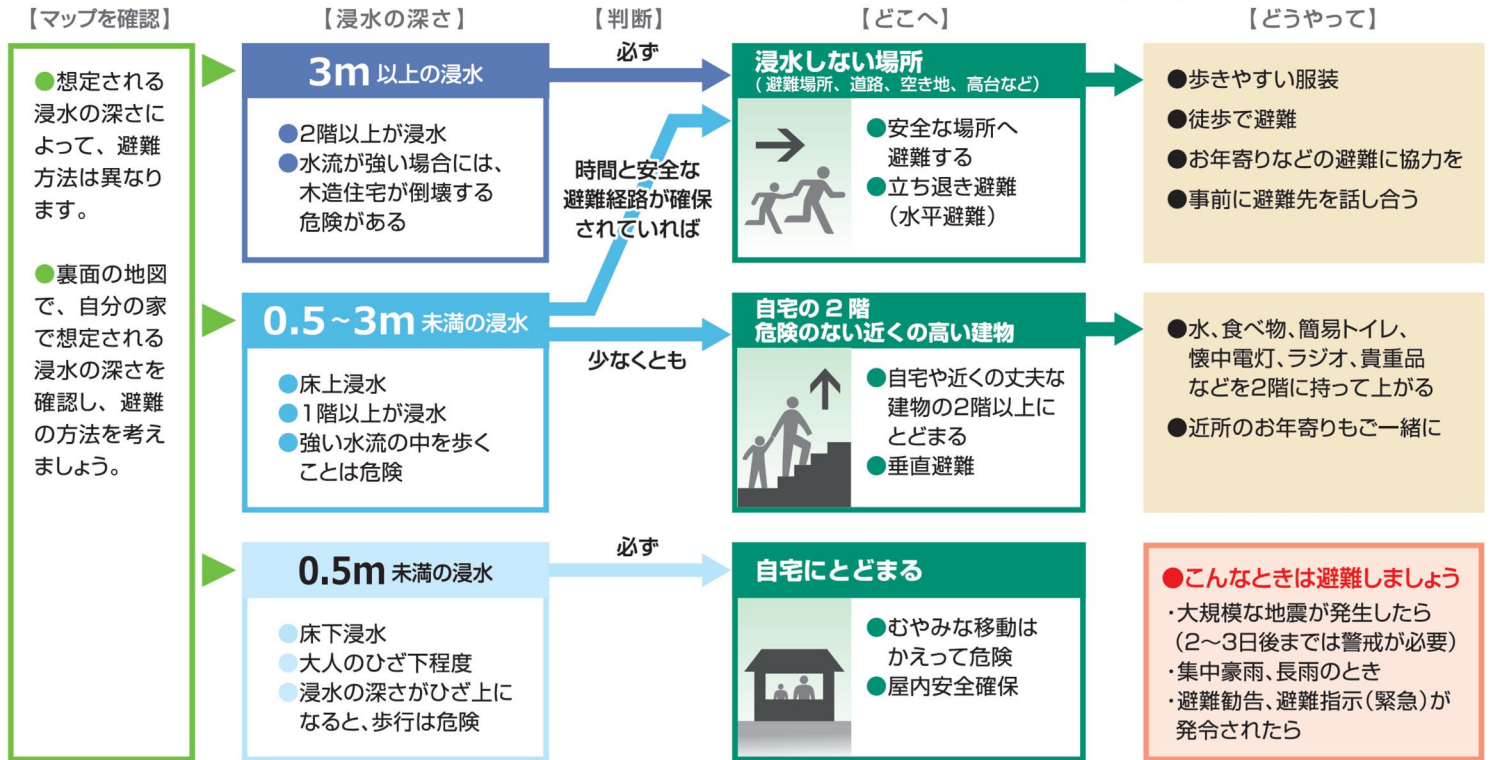 【マップを確認】
【浸水の深さ】
【判断】
【どこへ】
【どうやって】
●想定される
浸水の深さに
よって、避難
方法は異なり
ます。
●裏面の地図
で、自分の家
で想定される
浸水の深さを
確認し、避難
の方法を考え
ましょう。
3m以上の浸水
●2階以上が浸水
●水流が強い場合には、
木造住宅が倒壊する
危険がある
必ず
浸水しない場所
(避難場所、道路、空き地、高台など)
●安全な場所へ
避難する
●立ち退き避難
(水平避難)
●歩きやすい服装
●徒歩で避難
●お年寄りなどの避難に協力を
●事前に避難先を話し合う
時間と安全な
避難経路が確保
されていれば
0.5~3m未満の浸水
●床上浸水
●1階以上が浸水
●強い水流の中を歩く
ことは危険
少なくとも
自宅の2階
危険のない近くの高い建物
●自宅や近くの丈夫な
建物の2階以上に
とどまる
●垂直避難
●水、食べ物、簡易トイレ、
懐中電灯、ラジオ、貴重品
などを2階に持って上がる
●近所のお年寄りもご一緒に
0.5m未満の浸水
●床下浸水
●大人のひざ下程度
●浸水の深さがひざ上に
なると、歩行は危険
必ず
自宅にとどまる
●むやみな移動は
かえって危険
●屋内安全確保
●こんなときは避難しましょう
・大規模な地震が発生したら
(2~3日後までは警戒が必要)
・集中豪雨、長雨のとき
・避難勧告、避難指示(緊急)が
発令されたら